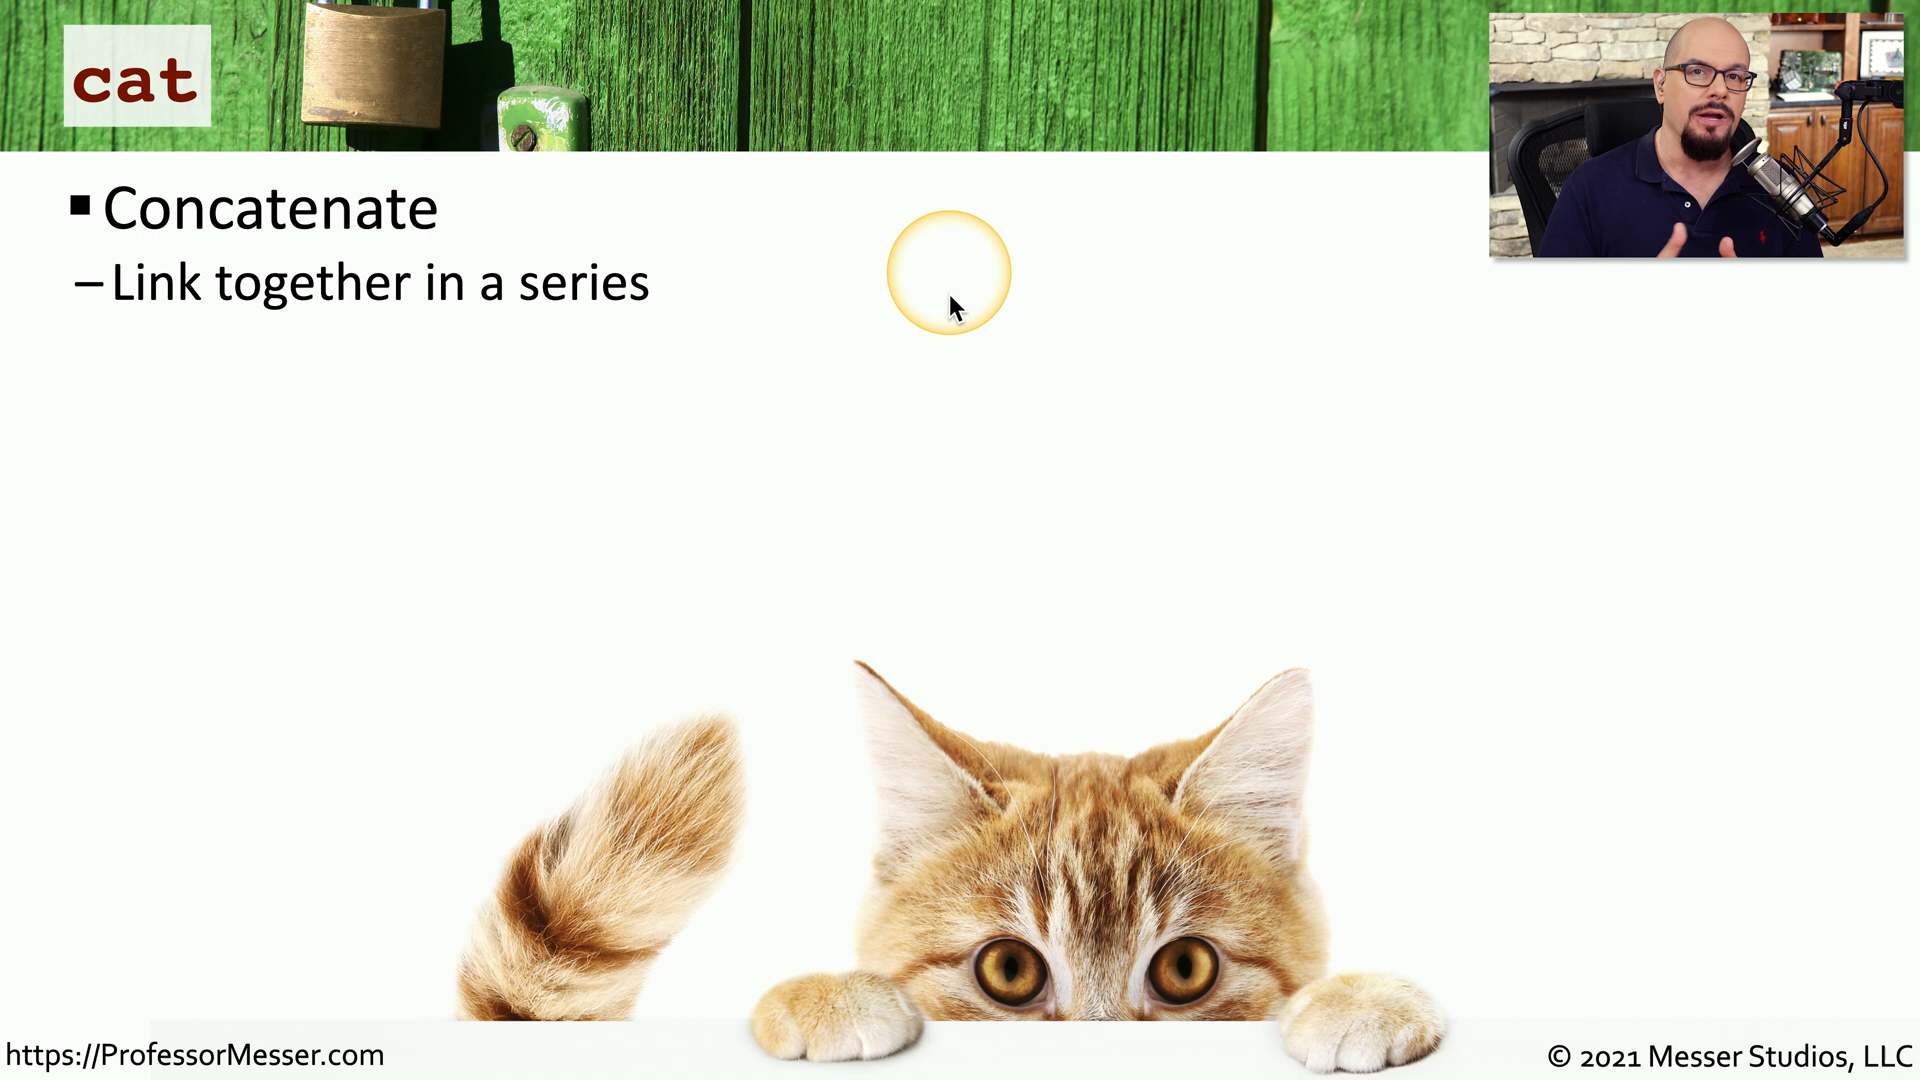 cat
▪ Concatenate
– Link together in a series
https://ProfessorMesser.com
© 2021 Messer Studios, LLC